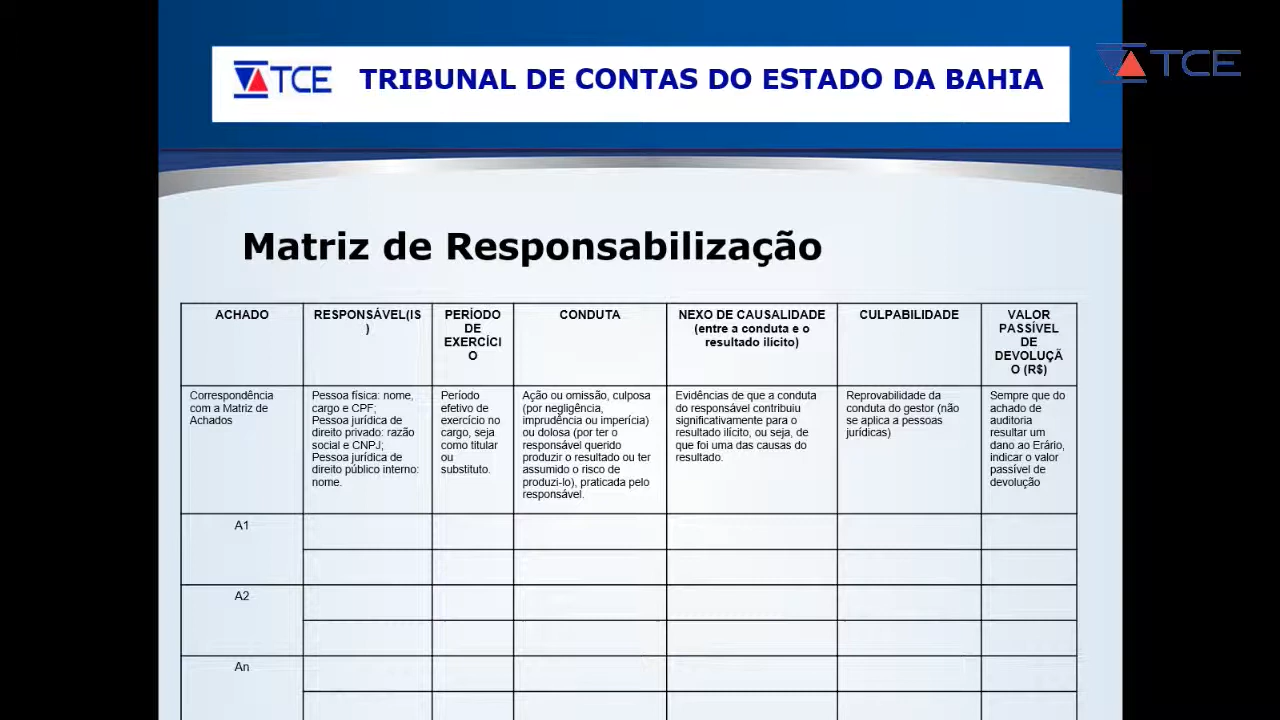 TCE TRIBUNAL DE CONTAS DO ESTADO DA BAHIA
TCE
Matriz de Responsabilização
ACHADO
RESPONSÁVEL(IS
)
PERÍODO
DE
EXERCÍCI
O
CONDUTA
NEXO DE CAUSALIDADE
(entre a conduta e o
resultado ilícito)
CULPABILIDADE
VALOR
PASSÍVEL
DE
DEVOLUÇÃ
O (R$)
Correspondência
com a Matriz de
Achados
Pessoa física: nome,
cargo e CPF;
Pessoa jurídica de
direito privado: razão
social e CNPJ;
Pessoa jurídica de
direito público interno:
nome.
Período
efetivo de
exercício no
cargo, seja
como titular
ou
substituto.
Ação ou omissão, culposa
(por negligência,
imprudência ou imperícia)
ou dolosa (por ter o
responsável querido
produzir o resultado ou ter
assumido o risco de
produzi-lo), praticada pelo
responsável.
Evidências de que a conduta
do responsável contribuiu
significativamente para o
resultado ilícito, ou seja, de
que foi uma das causas do
resultado.
Reprovabilidade da
conduta do gestor (não
se aplica a pessoas
jurídicas)
Sempre que do
achado de
auditoria
resultar um
dano ao Erário,
indicar o valor
passível de
devolução
A1
A2
An